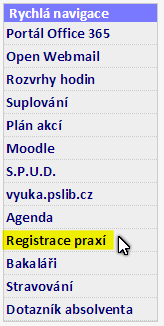 Rychlá navigace
Portál Office 365
Open Webmail
Rozvrhy hodin
Suplování
Plán akcí
Moodle
S.P.U.D.
vyuka.pslib.cz
Agenda
Registrace praxí
Bakaláři
Stravování
Dotazník absolventa